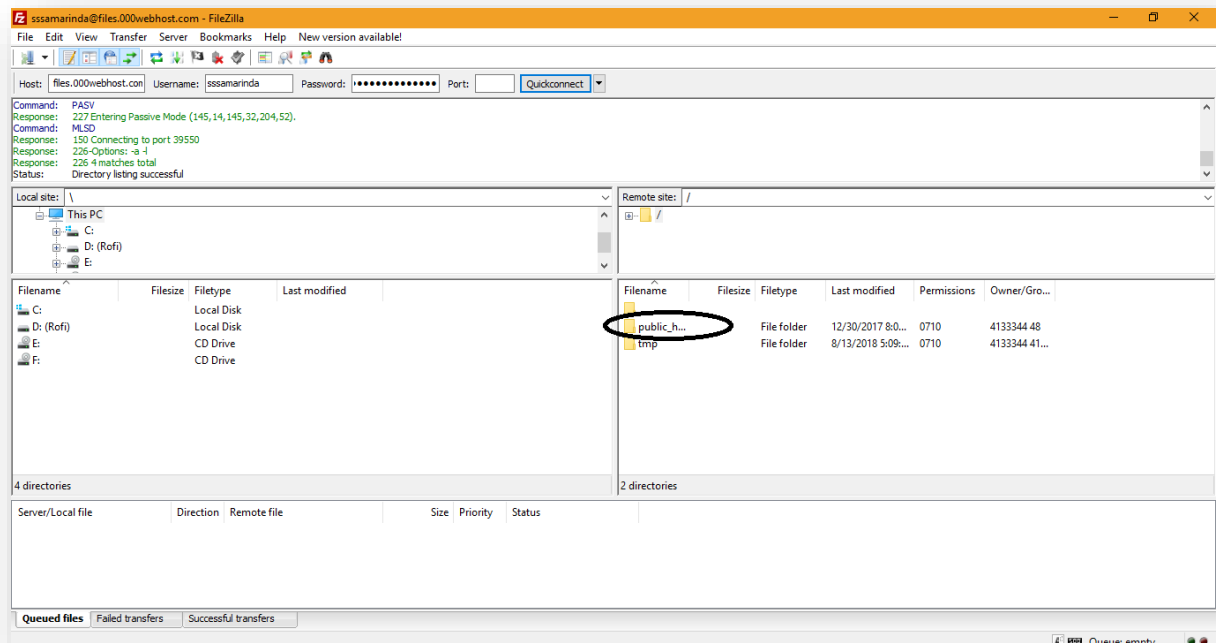 sssamarinda@files.000webhost.com - FileZilla
File Edit View Transfer Server Bookmarks Help New version available!
Host: files.000webhost.con Username: sssamarinda Password: •••••••••••••• Port: Quickconnect
Command: PASV
Response: 227 Entering Passive Mode (145,14,145,32,204,52).
Command: MLSD
Response: 150 Connecting to port 39550
Response: 226-Options: -a -l
Response: 226 4 matches total
Status: Directory listing successful
Local site: \
This PC
C:
D: (Rofi)
E:
Remote site: /
/
Filename Filesize Filetype Last modified
C: Local Disk
D: (Rofi) Local Disk
E: CD Drive
F: CD Drive
4 directories
Filename Filesize Filetype Last modified Permissions Owner/Gro...
public_h... File folder 12/30/2017 8:0... 0710 4133344 48
tmp File folder 8/13/2018 5:09:... 0710 4133344 41...
2 directories
Server/Local file Direction Remote file Size Priority Status
Queued files Failed transfers Successful transfers
Queue: empty